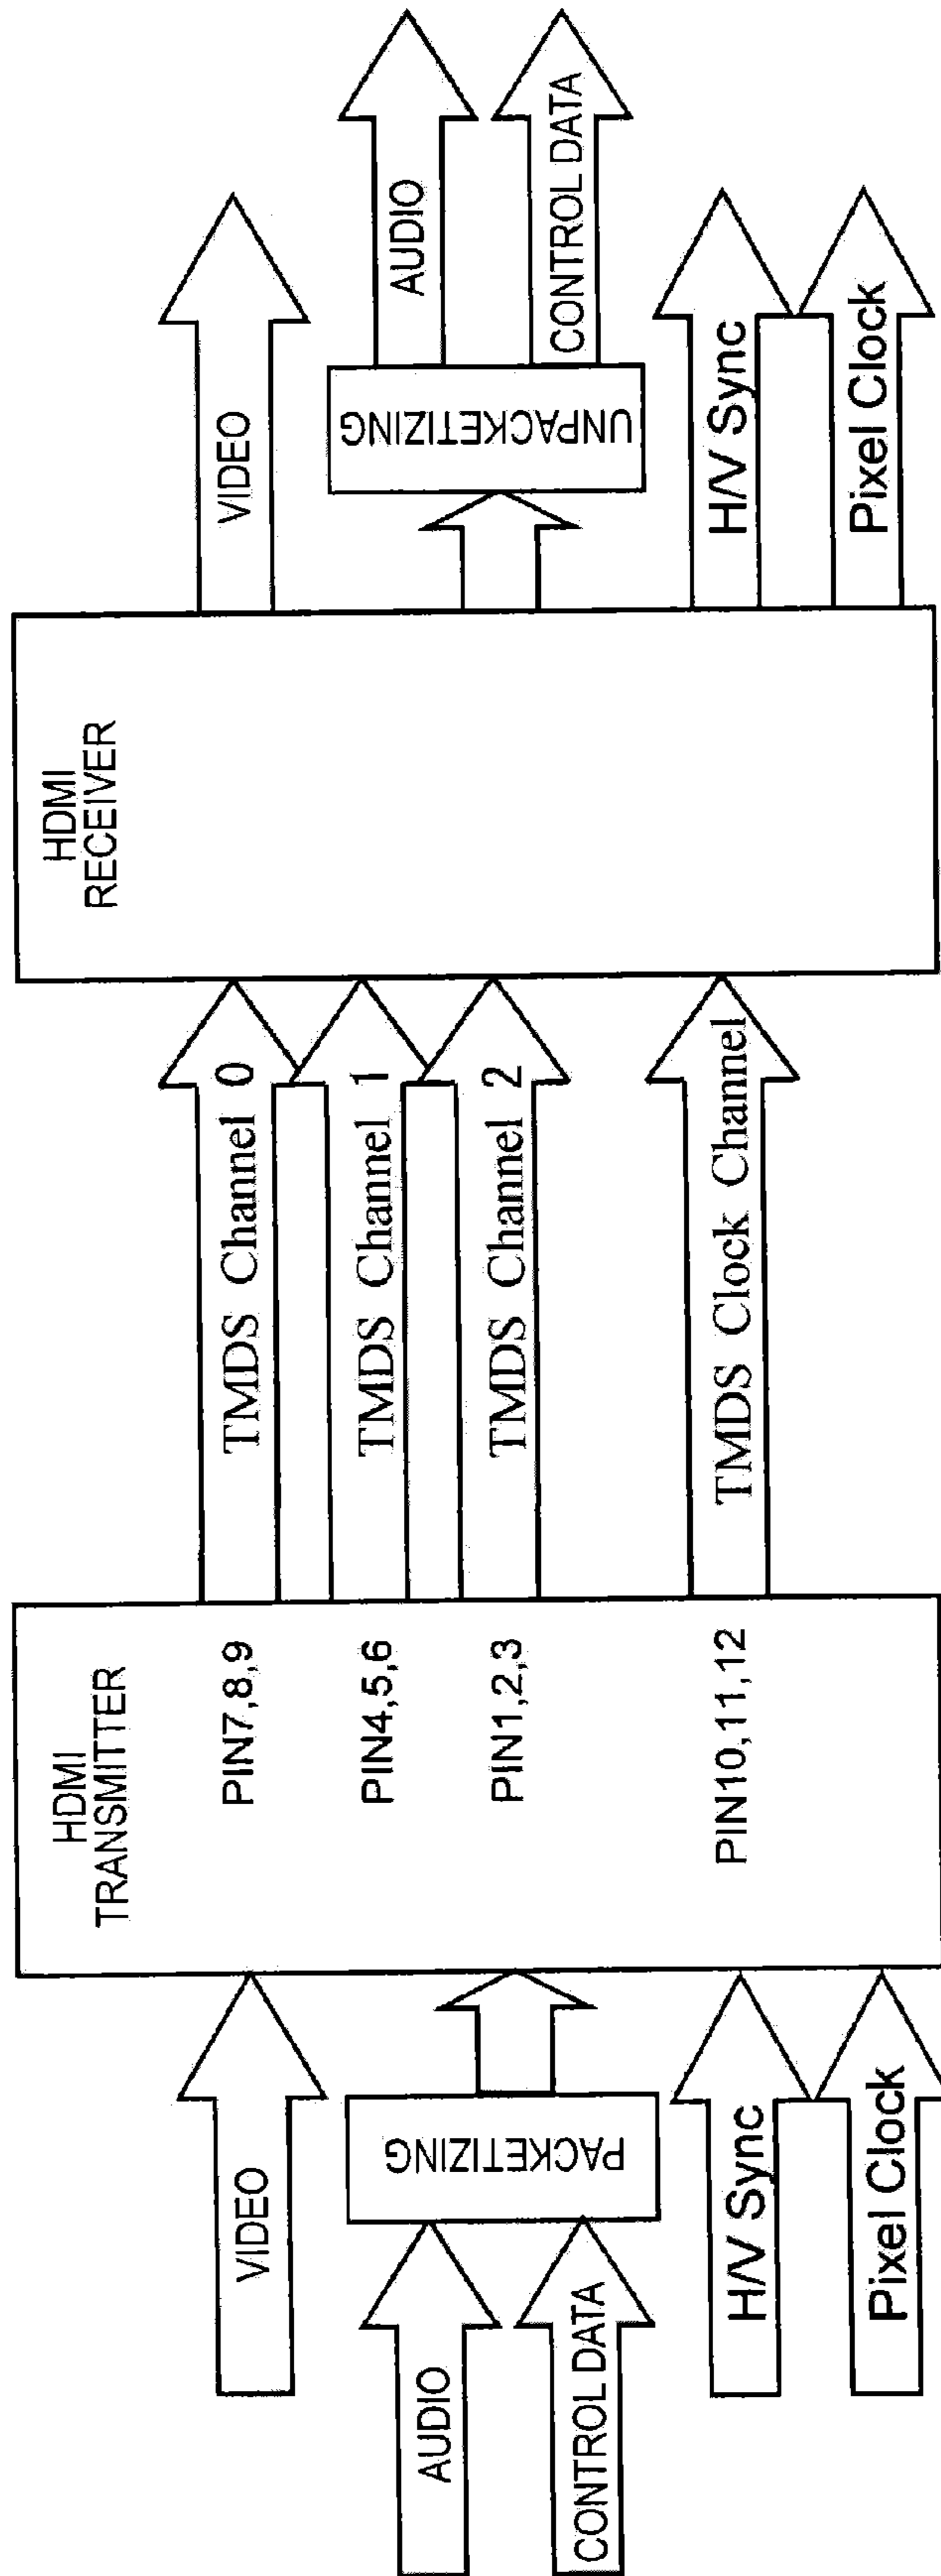 VIDEO
AUDIO
CONTROL DATA
PACKETIZING
H/V Sync
Pixel Clock
HDMI
TRANSMITTER
PIN7,8,9
PIN4,5,6
PIN1,2,3
PIN10,11,12
TMDS Channel 0
TMDS Channel 1
TMDS Channel 2
TMDS Clock Channel
HDMI
RECEIVER
VIDEO
UNPACKETIZING
AUDIO
CONTROL DATA
H/V Sync
Pixel Clock